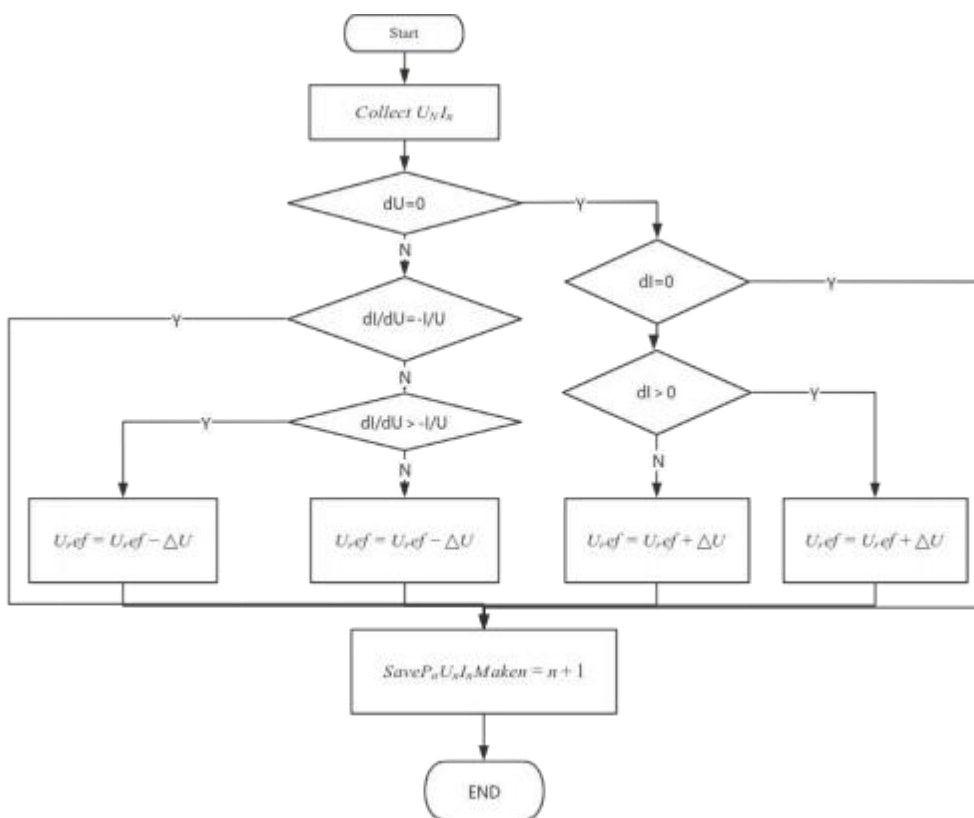 Start
Collect UₙIₙ
dU=0
Y
N
dI=0
Y
dI/dU=-I/U
Y
N
dI>0
Y
N
dI/dU>-I/U
Y
N
Uᵣef = Uᵣef − △U
Uᵣef = Uᵣef − △U
Uᵣef = Uᵣef + △U
Uᵣef = Uᵣef + △U
SavePₙUₙIₙMaken = n + 1
END